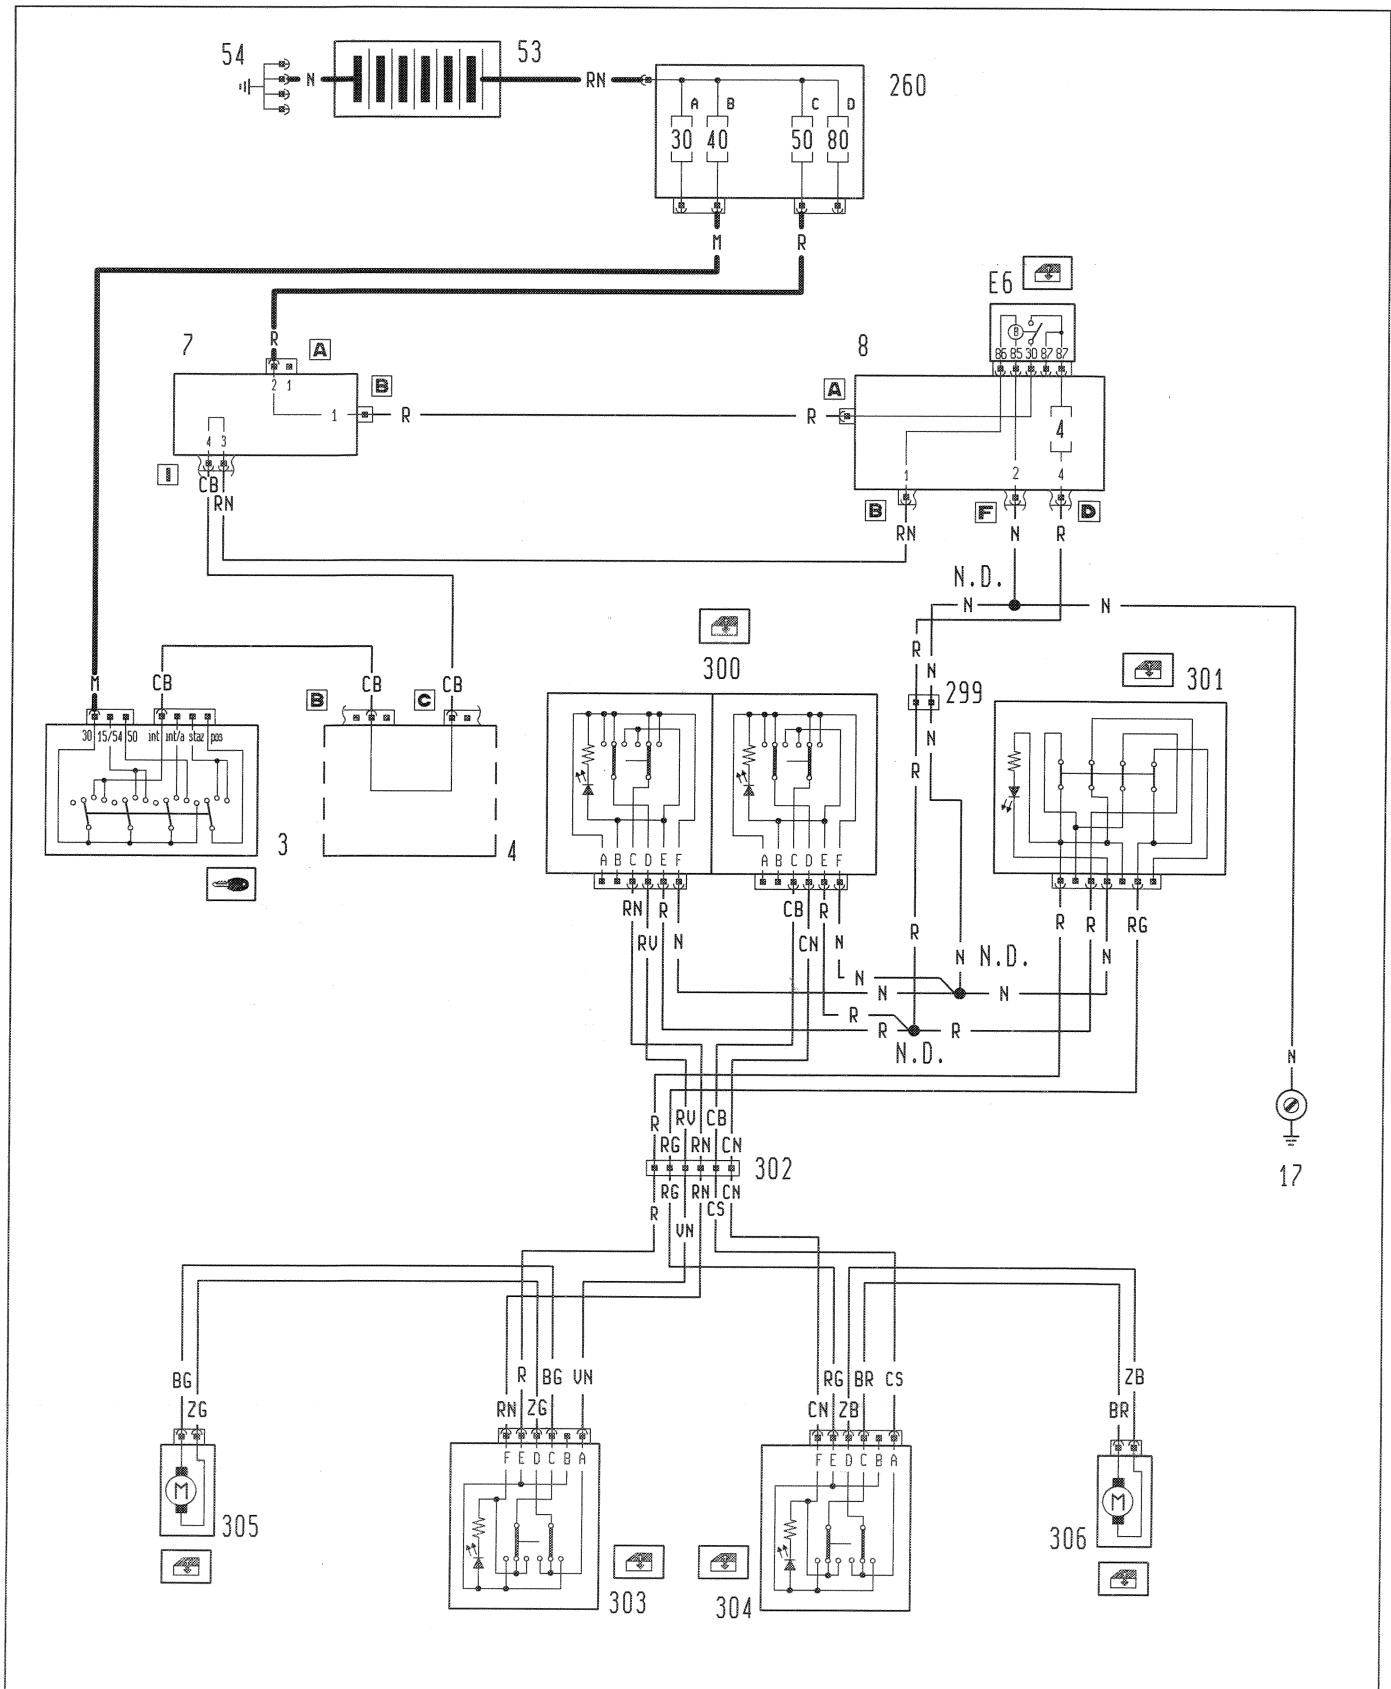 54
53
N
RN
260
A B C D
30 40 50 80
M R
E6
7
R
A
8
86 85 30 87 87
2 1
B
1
R
R
A
4
4 3
1
2
4
I
CB
RN
B
F
D
RN
N
R
N.D.
N
N
R
N
300
M
CB
CB
CB
B
C
299
301
30 15/54 50 int int/a staz pos
N
R
3
4
A B C D E F
A B C D E F
RN
R
CB
R
R
R
RG
RV
N
CN
N
R
N
N
N.D.
N
N
N
R
R
R
N.D.
N
R
RV
CB
RG
RN
CN
302
17
RG
RN
CN
R
CS
VN
BG
R
BG
VN
RG
BR
CS
ZB
ZG
RN
ZG
CN
ZB
BR
F E D C B A
F E D C B A
M
M
305
306
303
304